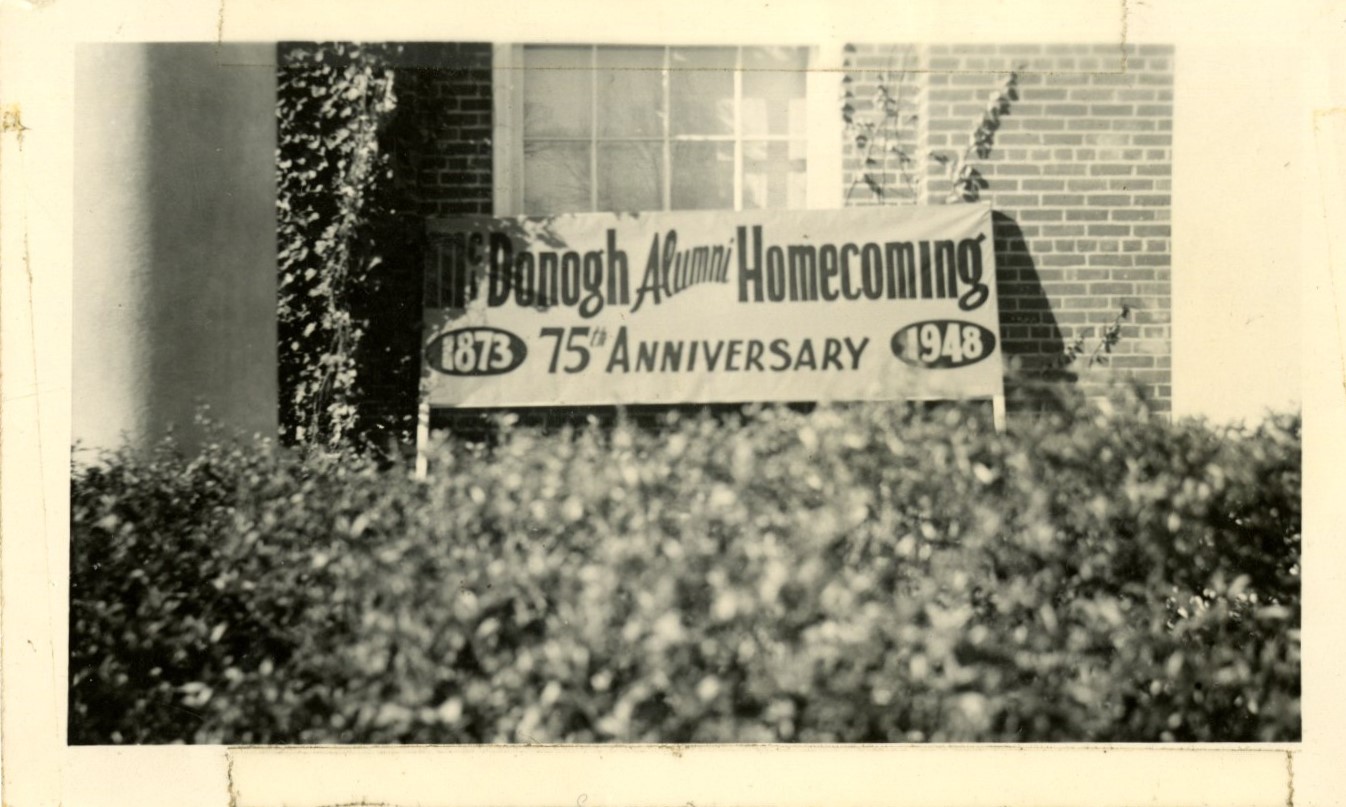 McDonogh Alumni Homecoming
1873 75th ANNIVERSARY 1948